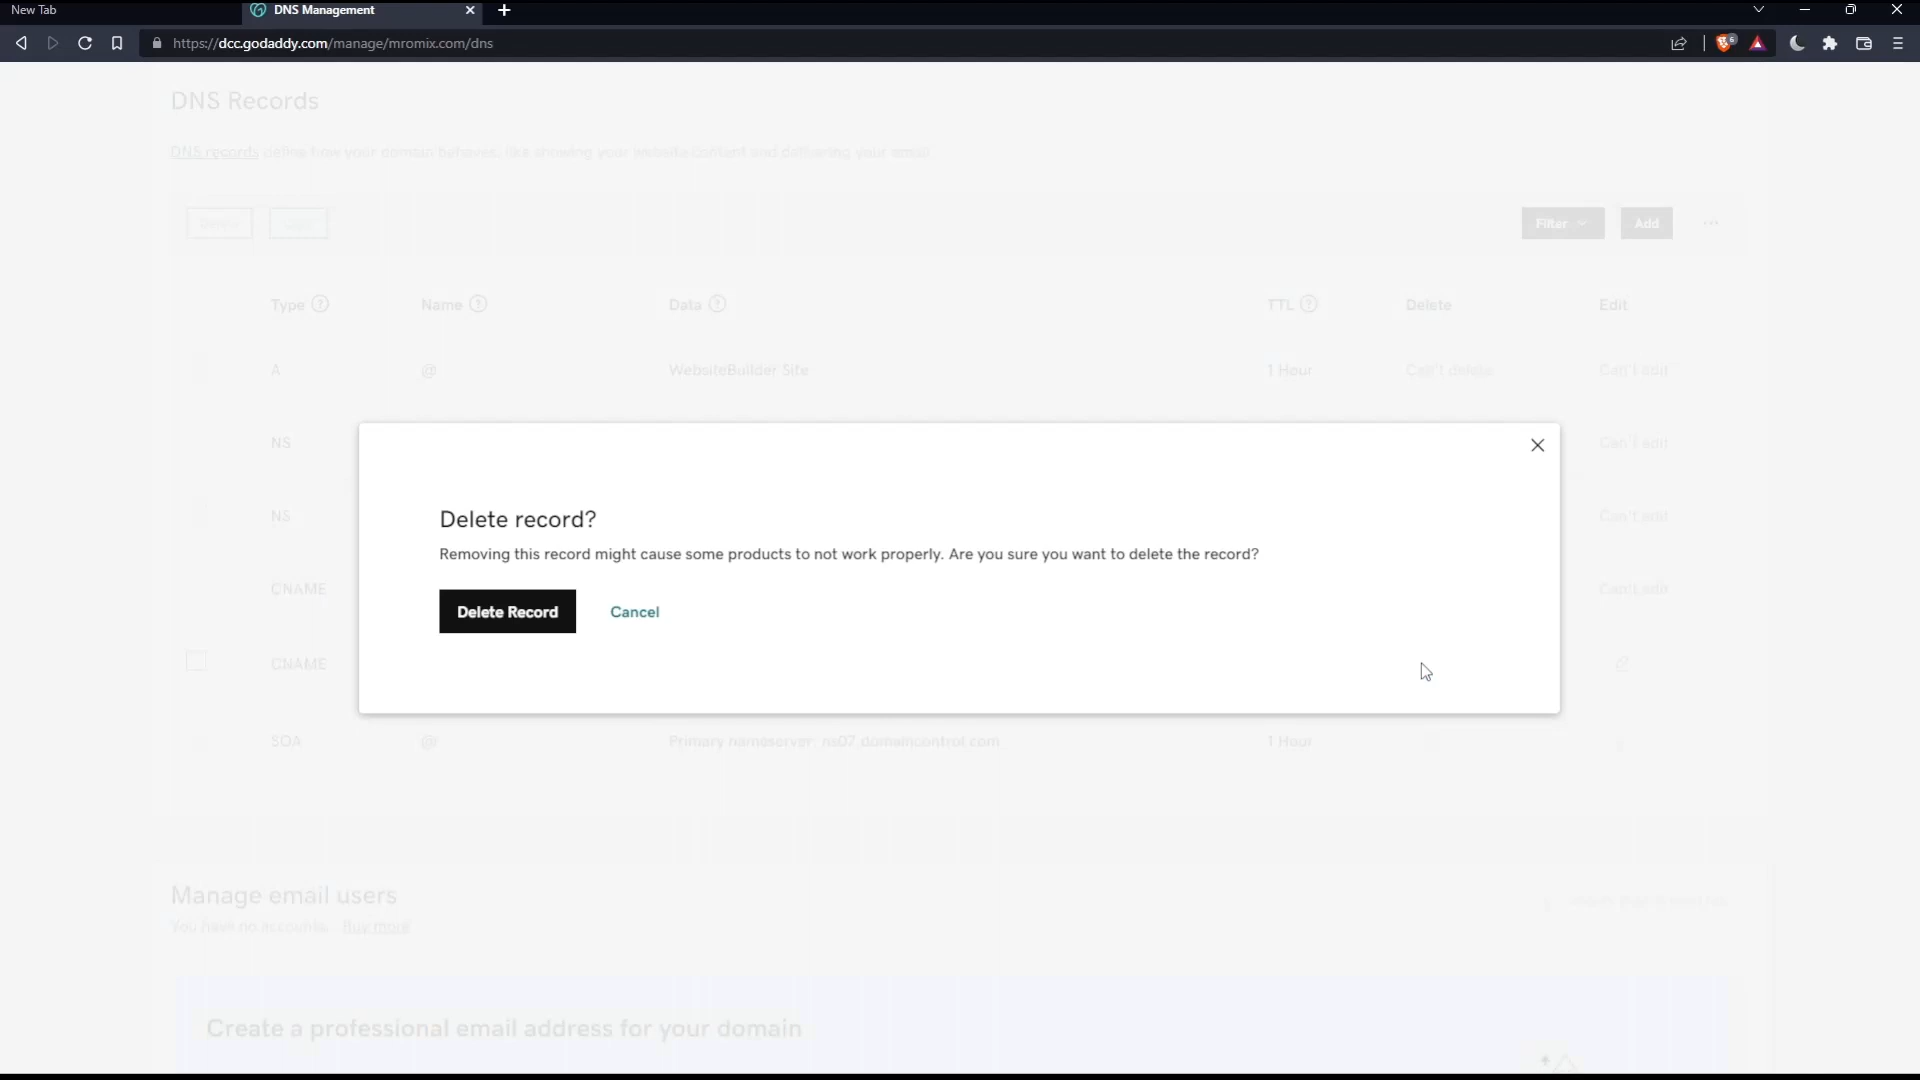 New Tab
DNS Management
https://dcc.godaddy.com/manage/mromix.com/dns
6
DNS Records
DNS records define how your domain behaves, like showing your website content and delivering your email.
Filter
Add
Type ? Name ? Data ? TTL ? Delete Edit
A @ WebsiteBuilder Site 1 Hour Can't delete Can't edit
NS Can't edit
NS Can't edit
CNAME Can't edit
CNAME
SOA @ Primary nameserver: ns07.domaincontrol.com 1 Hour
Delete record?
Removing this record might cause some products to not work properly. Are you sure you want to delete the record?
Delete Record
Cancel
Manage email users
You have no accounts. Buy more
Create a professional email address for your domain